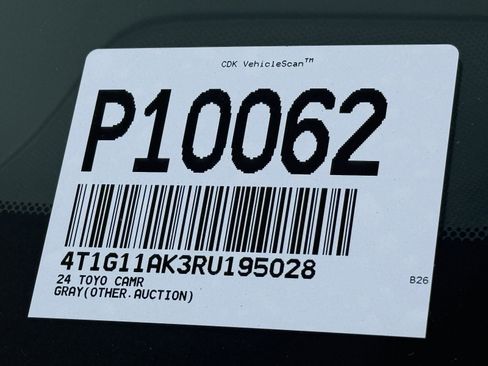 CDK VehicleScan™
P10062
4T1G11AK3RU195028
24 TOYO CAMR
GRAY(OTHER.AUCTION)
B26